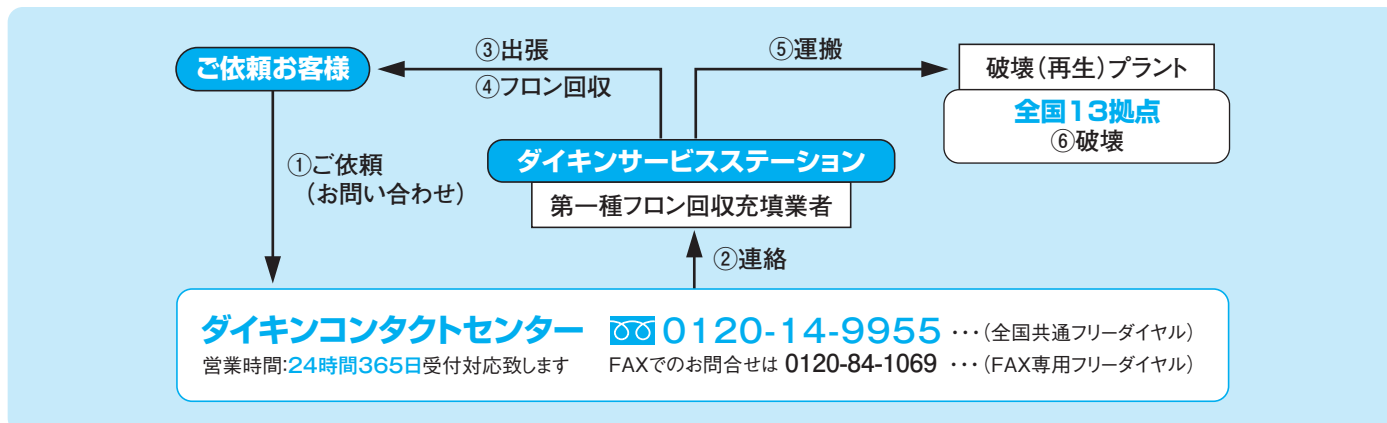 ご依頼お客様
③出張
④フロン回収
⑤運搬
破壊(再生)プラント
全国13拠点
⑥破壊
①ご依頼
(お問い合わせ)
ダイキンサービスステーション
第一種フロン回収充填業者
②連絡
ダイキンコンタクトセンター
営業時間:24時間365日受付対応致します
0120-14-9955 ・・・(全国共通フリーダイヤル)
FAXでのお問合せは 0120-84-1069 ・・・(FAX専用フリーダイヤル)